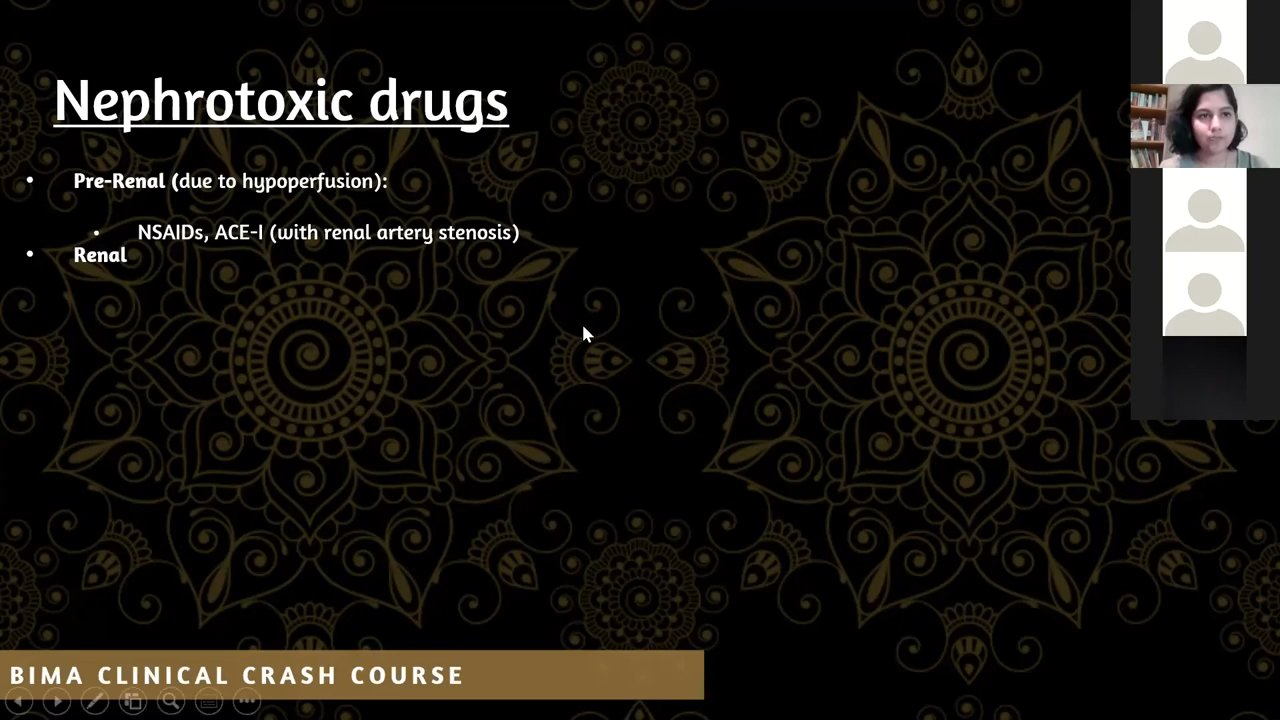 Nephrotoxic drugs
• Pre-Renal (due to hypoperfusion):
• NSAIDs, ACE-I (with renal artery stenosis)
• Renal
BIMA CLINICAL CRASH COURSE